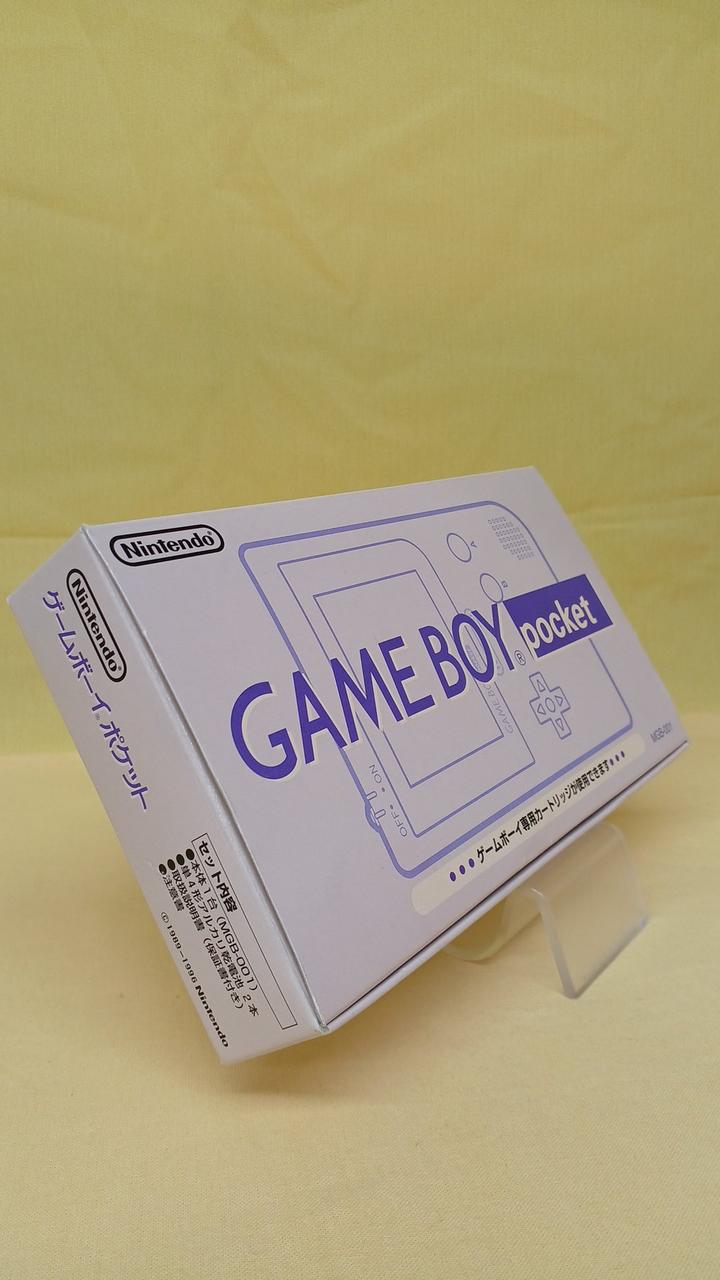 Nintendo
GAME BOY® pocket
A
B
OFF• •ON
MGB-001
•••ゲームボーイ専用カートリッジが使用できます•••
Nintendo
ゲームボーイ®ポケット
セット内容
●本体1台(MGB-001)
●単4形アルカリ乾電池2本
●取扱説明書(保証書付き)
●注意書
©1989-1996 Nintendo